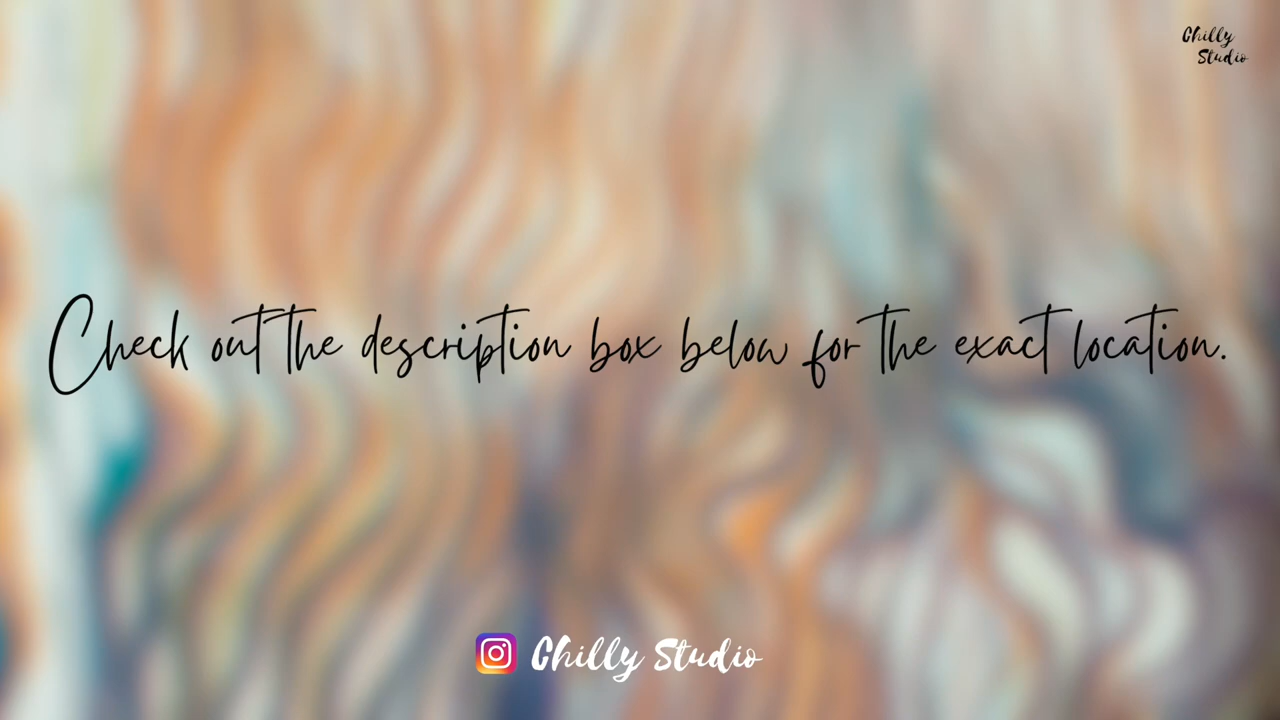 Chilly
Studio
Check out the description box below for the exact location.
Chilly Studio